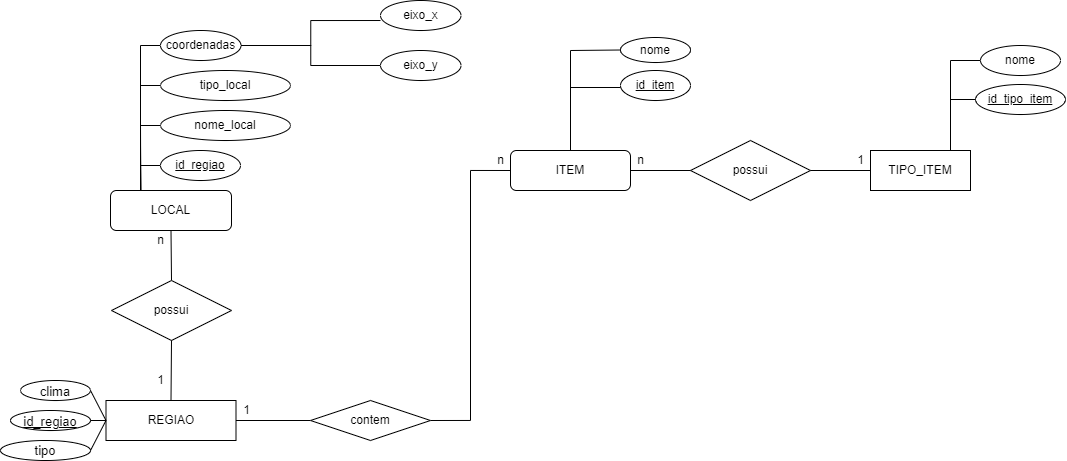 eixo_x
coordenadas
eixo_y
tipo_local
nome_local
id_regiao
LOCAL
n
possui
1
clima
id_regiao
tipo
REGIAO
1
contem
n
nome
id_item
ITEM
n
possui
1
nome
id_tipo_item
TIPO_ITEM